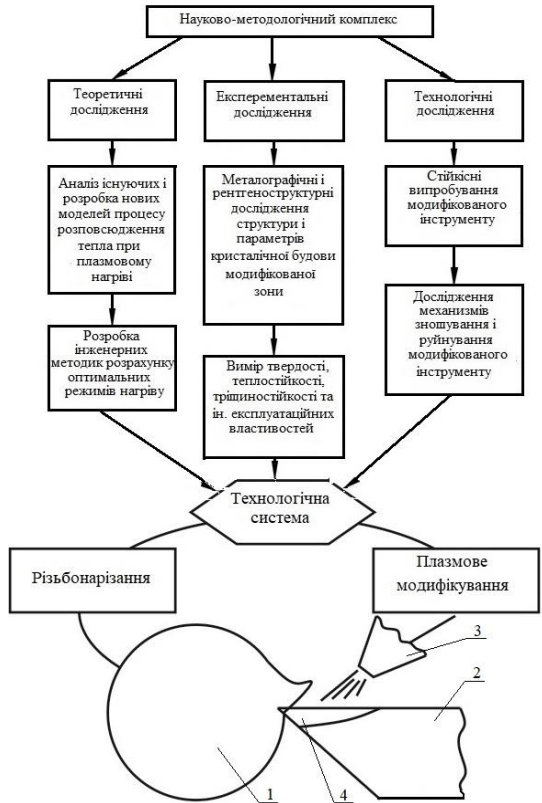 Науково-методологічний комплекс
Теоретичні
дослідження
Експерементальні
дослідження
Технологічні
дослідження
Аналіз існуючих і
розробка нових
моделей процесу
розповсюдження
тепла при
плазмовому
нагріві
Металографічні і
рентгеноструктурні
дослідження
структури і
параметрів
кристалічної будови
модифікованої
зони
Стійкісні
випробування
модифікованого
інструменту
Розробка
інженерних
методик розрахунку
оптимальних
режимів нагріву
Вимір твердості,
теплостійкості,
тріщиностійкості та
ін. експлуатаційних
властивостей
Дослідження
механізмів
зношування і
руйнування
модифікованого
інструменту
Технологічна
система
Різьбонарізання
Плазмове
модифікування
3
2
1
4